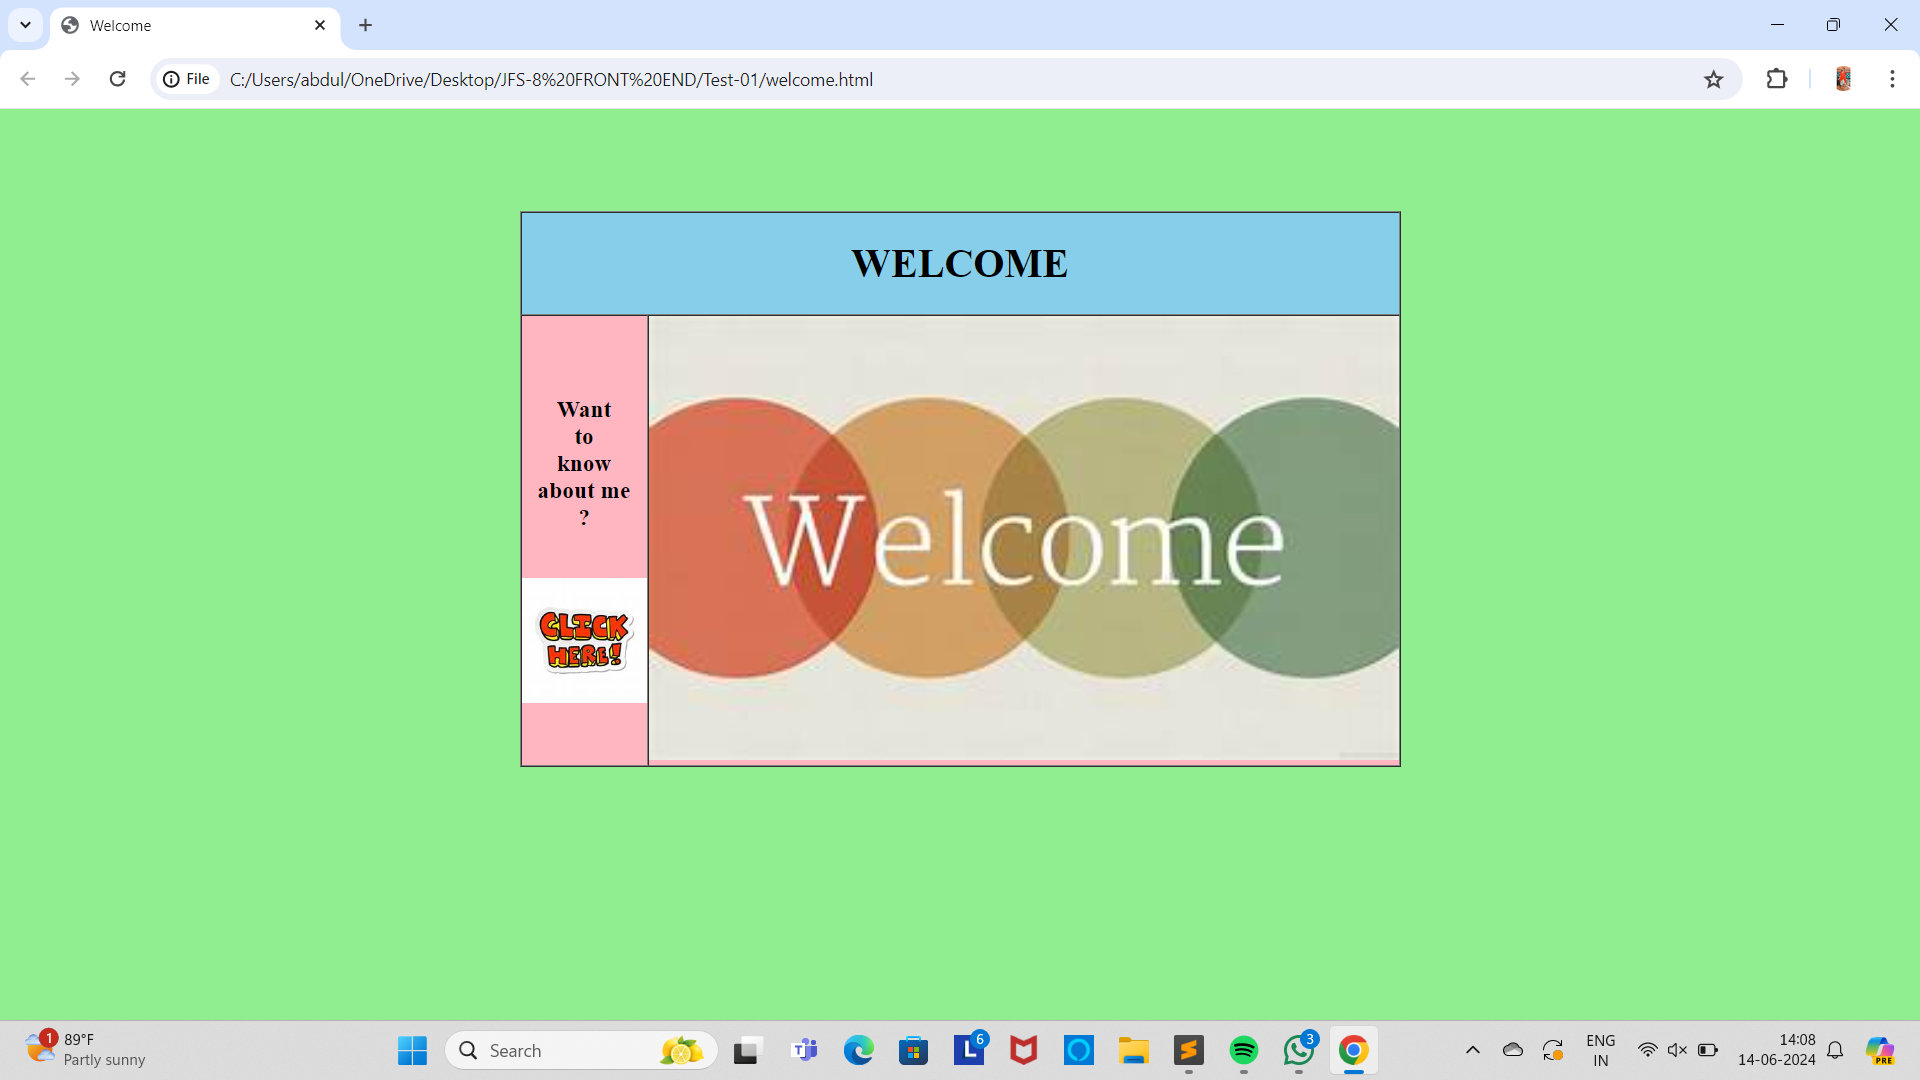 Welcome
File
C:/Users/abdul/OneDrive/Desktop/JFS-8%20FRONT%20END/Test-01/welcome.html
WELCOME
Want
to
know
about me
?
CLICK
HERE!
Welcome
1
89°F
Partly sunny
Search
T
L
6
3
ENG
IN
14:08
14-06-2024
PRE